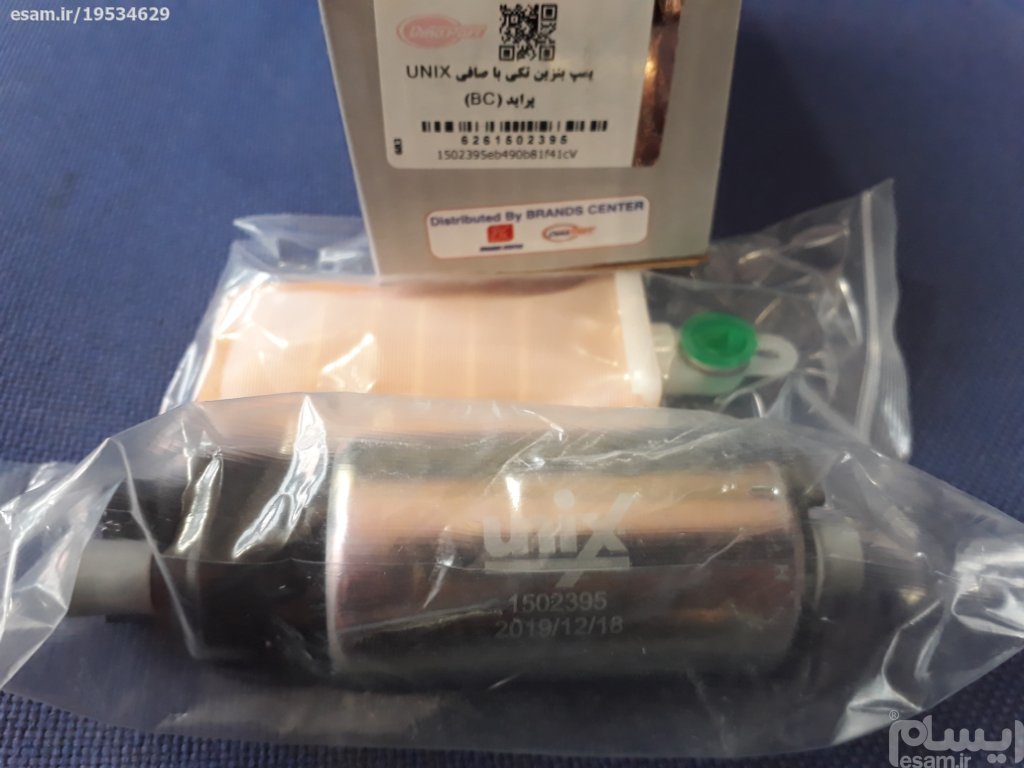 esam.ir/19534629
DinaPart
پمپ بنزین تکی با صافی UNIX
پراید (BC)
6261502395
1502395eb490b81f41cV
Distributed By BRANDS CENTER
unix
1502395
2019/12/18
ایسام®
esam.ir